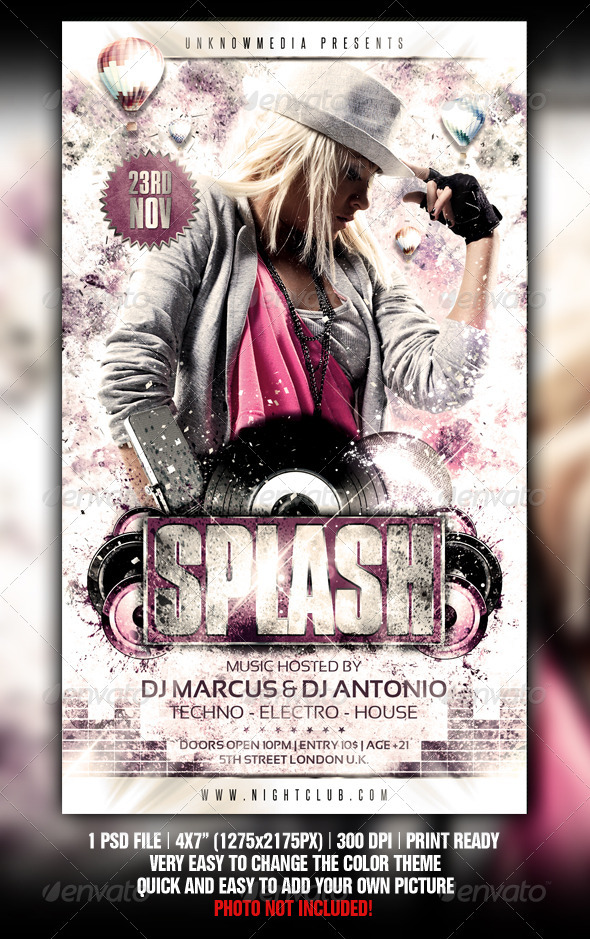 UNKNOWMEDIA PRESENTS
23RD
NOV
SPLASH
MUSIC HOSTED BY
DJ MARCUS & DJ ANTONIO
TECHNO - ELECTRO - HOUSE
DOORS OPEN 10PM | ENTRY 10$ | AGE +21
5TH STREET LONDON U.K.
WWW.NIGHTCLUB.COM
1 PSD FILE | 4X7” (1275x2175PX) | 300 DPI | PRINT READY
VERY EASY TO CHANGE THE COLOR THEME
QUICK AND EASY TO ADD YOUR OWN PICTURE
PHOTO NOT INCLUDED!
envato